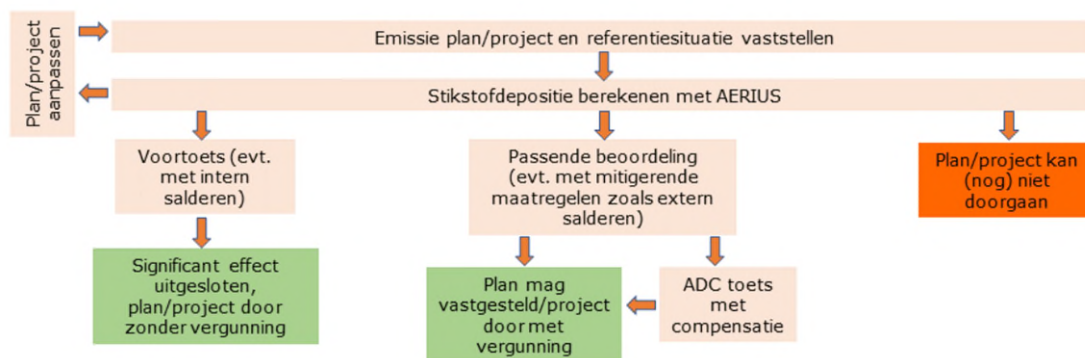 Plan/project
aanpassen
Emissie plan/project en referentiesituatie vaststellen
Stikstofdepositie berekenen met AERIUS
Voortoets (evt.
met intern
salderen)
Passende beoordeling
(evt. met mitigerende
maatregelen zoals extern
salderen)
Plan/project kan
(nog) niet
doorgaan
Significant effect
uitgesloten,
plan/project door
zonder vergunning
Plan mag
vastgesteld/project
door met
vergunning
ADC toets
met
compensatie